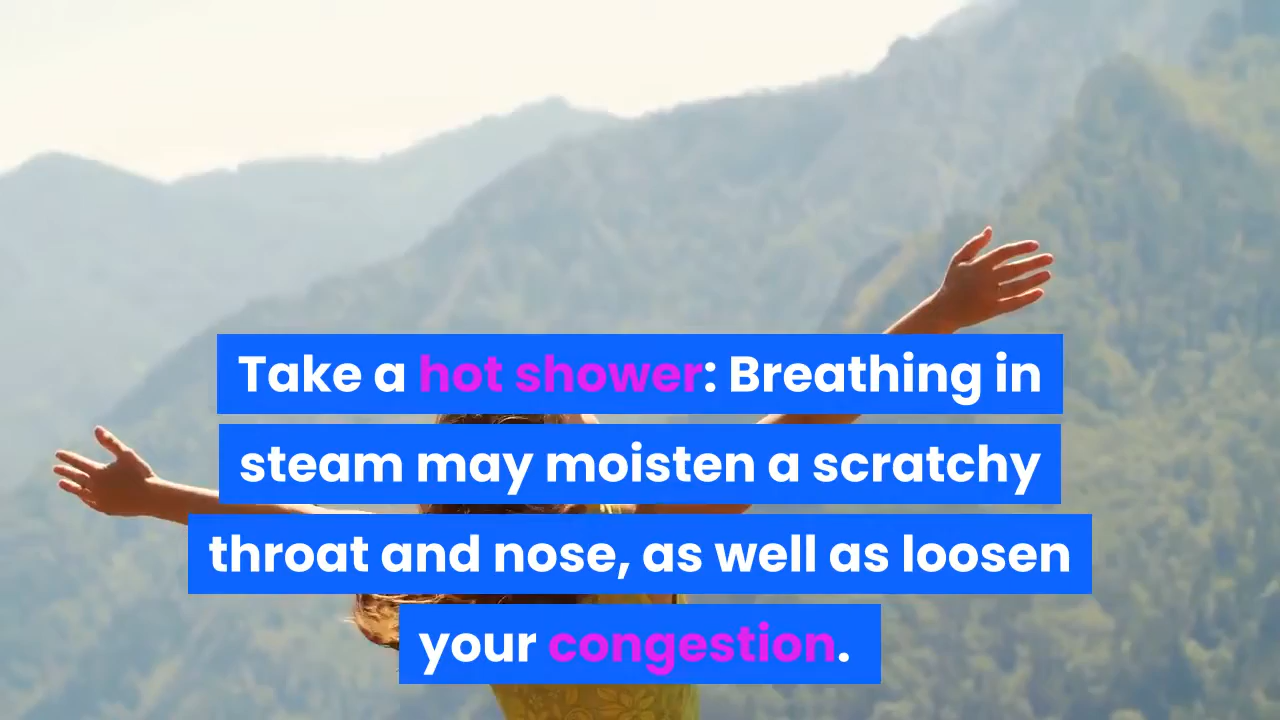 Take a hot shower: Breathing in
steam may moisten a scratchy
throat and nose, as well as loosen
your congestion.